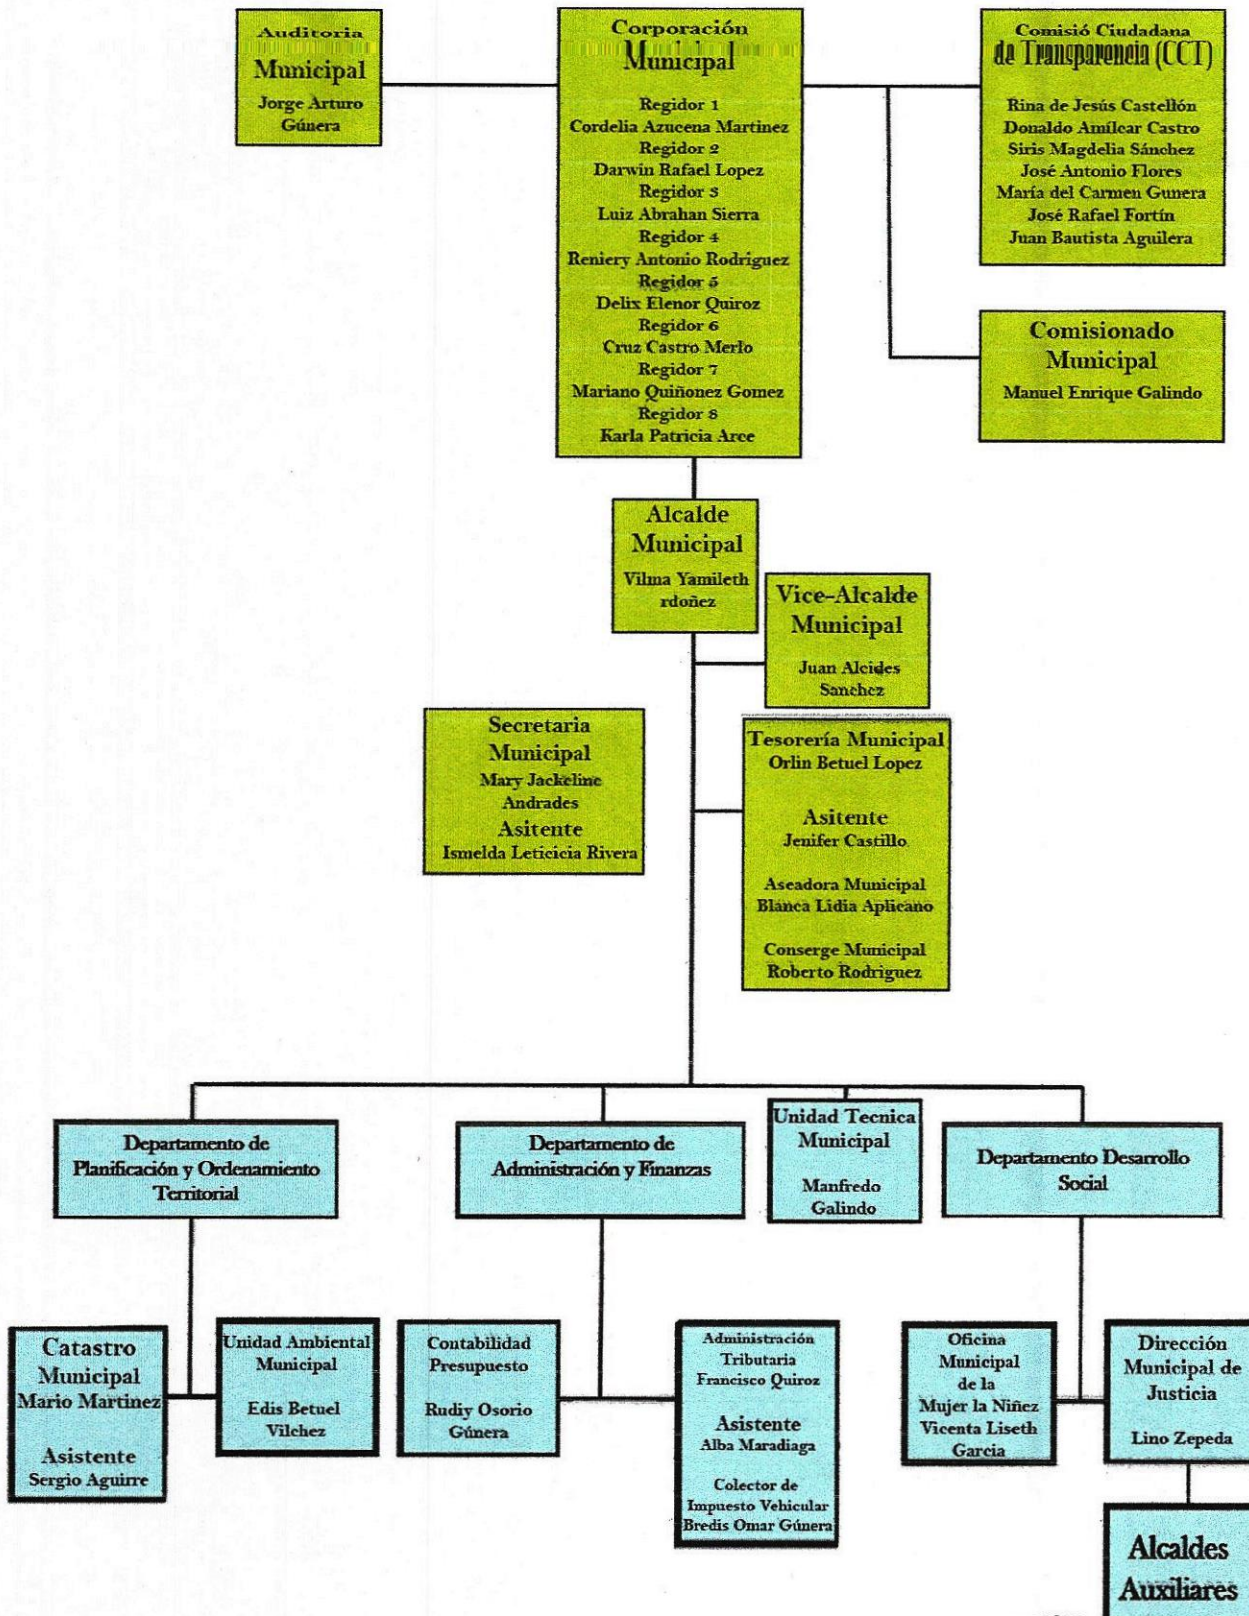 Auditoria
Municipal
Jorge Arturo
Gúnera
Corporación
Municipal
Regidor 1
Cordelia Azucena Martinez
Regidor 2
Darwin Rafael Lopez
Regidor 3
Luiz Abrahan Sierra
Regidor 4
Reniery Antonio Rodriguez
Regidor 5
Delix Elenor Quiroz
Regidor 6
Cruz Castro Merlo
Regidor 7
Mariano Quiñonez Gomez
Regidor 8
Karla Patricia Arce
Comisió Ciudadana
de Transparencia (CCT)
Rina de Jesús Castellón
Donaldo Amílcar Castro
Siris Magdelia Sánchez
José Antonio Flores
María del Carmen Gunera
José Rafael Fortín
Juan Bautista Aguilera
Comisionado
Municipal
Manuel Enrique Galindo
Alcalde
Municipal
Vilma Yamileth
rdoñez
Vice-Alcalde
Municipal
Juan Alcides
Sanchez
Secretaria
Municipal
Mary Jackeline
Andrades
Asitente
Ismelda Leticicia Rivera
Tesorería Municipal
Orlin Betuel Lopez
Asitente
Jenifer Castillo
Aseadora Municipal
Blanca Lidia Aplicano
Conserge Municipal
Roberto Rodriguez
Departamento de
Planificación y Ordenamiento
Territorial
Departamento de
Administración y Finanzas
Unidad Tecnica
Municipal
Manfredo
Galindo
Departamento Desarrollo
Social
Catastro
Municipal
Mario Martinez
Asistente
Sergio Aguirre
Unidad Ambiental
Municipal
Edis Betuel
Vilchez
Contabilidad
Presupuesto
Rudiy Osorio
Gúnera
Administración
Tributaria
Francisco Quiroz
Asistente
Alba Maradiaga
Colector de
Impuesto Vehicular
Bredis Omar Gúnera
Oficina
Municipal
de la
Mujer la Niñez
Vicenta Liseth
Garcia
Dirección
Municipal de
Justicia
Lino Zepeda
Alcaldes
Auxiliares